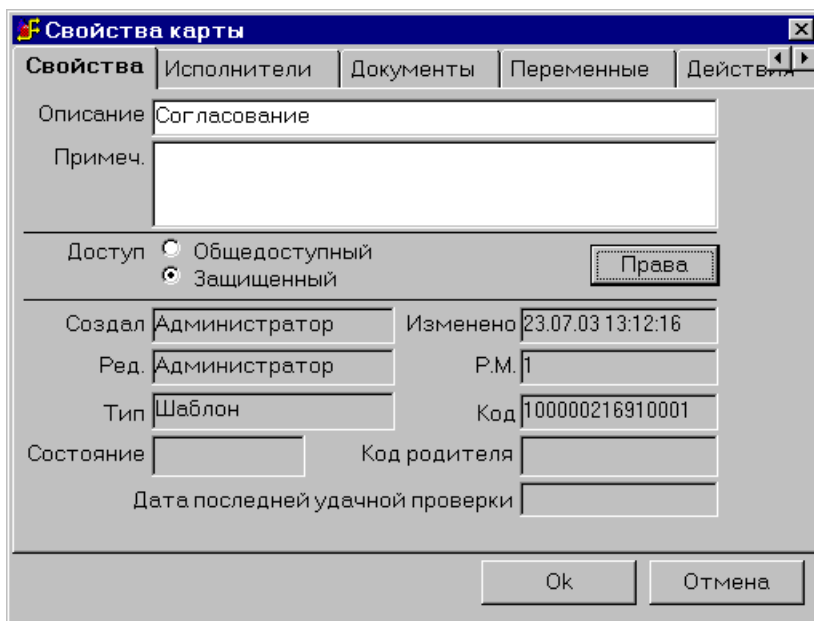 Свойства карты
Свойства Исполнители Документы Переменные Действия
Описание Согласование
Примеч.
Доступ Общедоступный
Защищенный
Права
Создал Администратор Изменено 23.07.03 13:12:16
Ред. Администратор Р.М. 1
Тип Шаблон Код 100000216910001
Состояние Код родителя
Дата последней удачной проверки
Ok Отмена